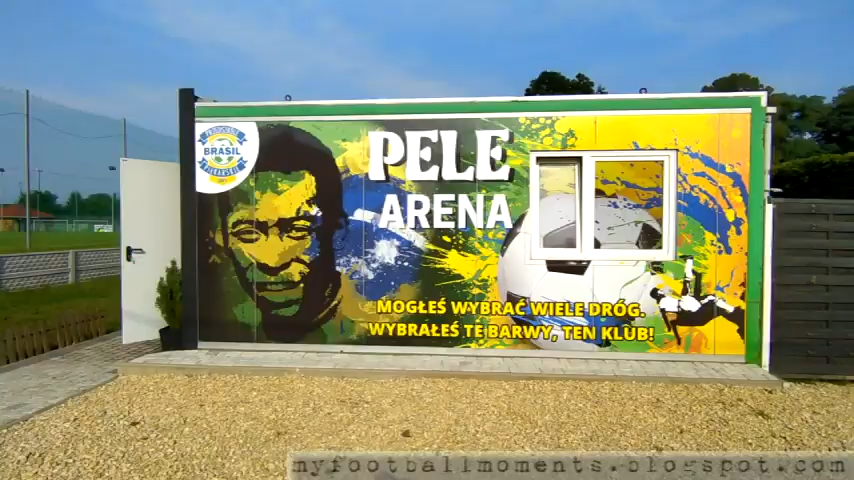 BRASIL
PELE
ARENA
MOGŁEŚ WYBRAĆ WIELE DRÓG.
WYBRAŁEŚ TE BARWY, TEN KLUB!
myfootballmoments.blogspot.com